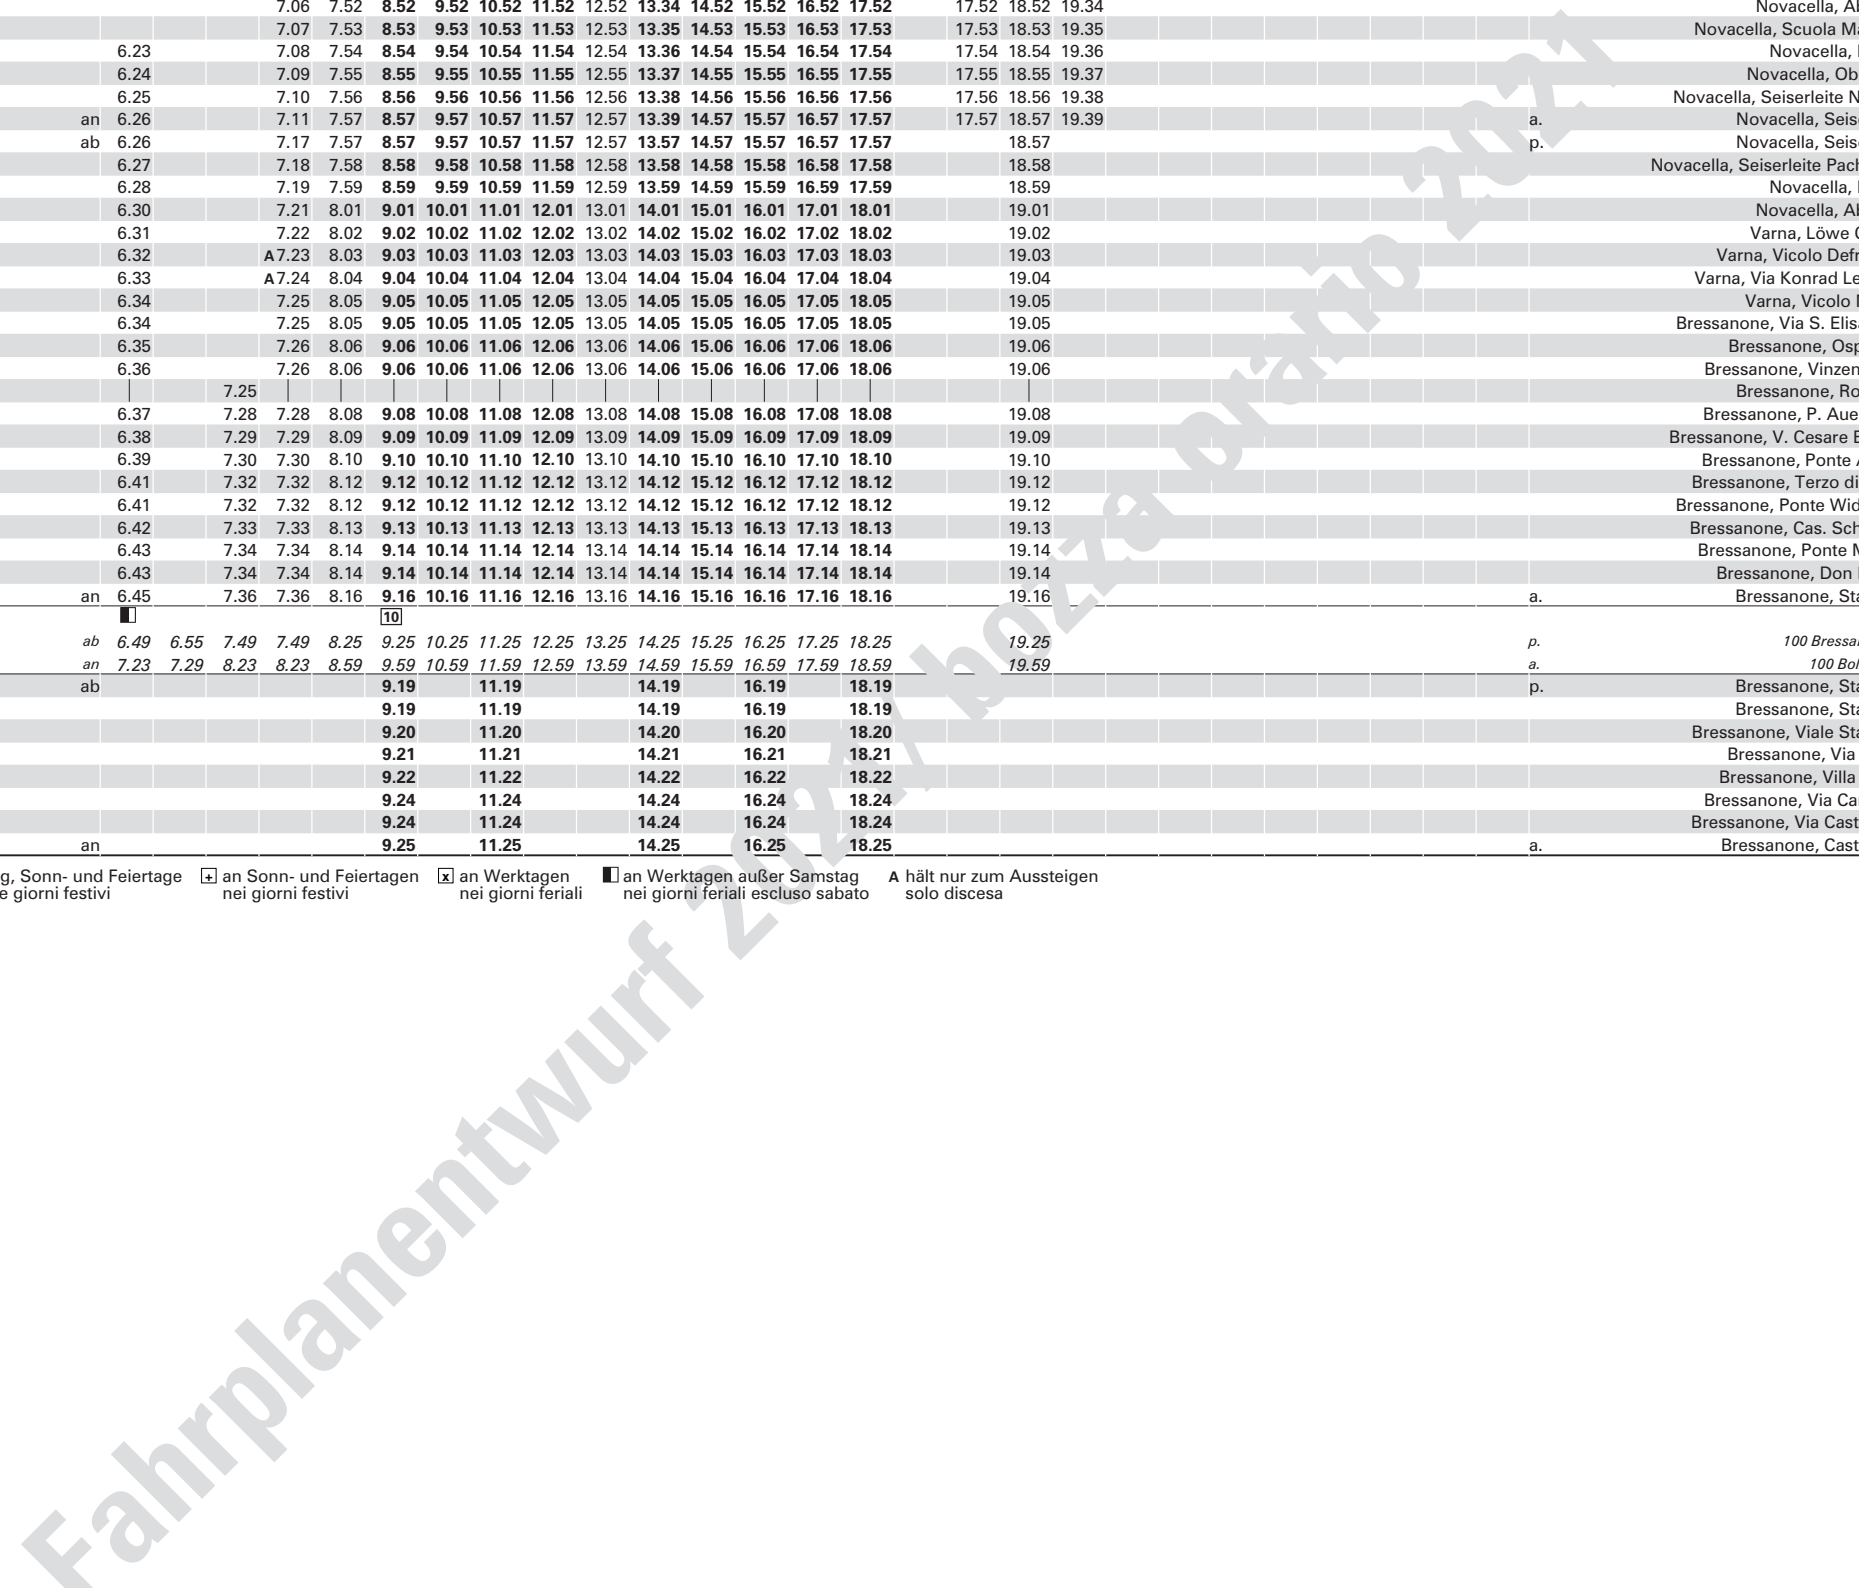 7.06 7.52 8.52 9.52 10.52 11.52 12.52 13.34 14.52 15.52 16.52 17.52 17.52 18.52 19.34 Novacella,
7.07 7.53 8.53 9.53 10.53 11.53 12.53 13.35 14.53 15.53 16.53 17.53 17.53 18.53 19.35 Novacella, Scuola
6.23 7.08 7.54 8.54 9.54 10.54 11.54 12.54 13.36 14.54 15.54 16.54 17.54 17.54 18.54 19.36 Novacella,
6.24 7.09 7.55 8.55 9.55 10.55 11.55 12.55 13.37 14.55 15.55 16.55 17.55 17.55 18.55 19.37 Novacella, Ob
6.25 7.10 7.56 8.56 9.56 10.56 11.56 12.56 13.38 14.56 15.56 16.56 17.56 17.56 18.56 19.38 Novacella, Seiserleite N
an 6.26 7.11 7.57 8.57 9.57 10.57 11.57 12.57 13.39 14.57 15.57 16.57 17.57 17.57 18.57 19.39 a. Novacella, Seis
ab 6.26 7.17 7.57 8.57 9.57 10.57 11.57 12.57 13.57 14.57 15.57 16.57 17.57 18.57 p. Novacella, Seis
6.27 7.18 7.58 8.58 9.58 10.58 11.58 12.58 13.58 14.58 15.58 16.58 17.58 18.58 Novacella, Seiserleite Pach
6.28 7.19 7.59 8.59 9.59 10.59 11.59 12.59 13.59 14.59 15.59 16.59 17.59 18.59 Novacella,
6.30 7.21 8.01 9.01 10.01 11.01 12.01 13.01 14.01 15.01 16.01 17.01 18.01 19.01 Novacella,
6.31 7.22 8.02 9.02 10.02 11.02 12.02 13.02 14.02 15.02 16.02 17.02 18.02 19.02 Varna, Löwe
6.32 A7.23 8.03 9.03 10.03 11.03 12.03 13.03 14.03 15.03 16.03 17.03 18.03 19.03 Varna, Vicolo Defr
6.33 A7.24 8.04 9.04 10.04 11.04 12.04 13.04 14.04 15.04 16.04 17.04 18.04 19.04 Varna, Via Konrad Le
6.34 7.25 8.05 9.05 10.05 11.05 12.05 13.05 14.05 15.05 16.05 17.05 18.05 19.05 Varna, Vicolo
6.34 7.25 8.05 9.05 10.05 11.05 12.05 13.05 14.05 15.05 16.05 17.05 18.05 19.05 Bressanone, Via S. Elisa
6.35 7.26 8.06 9.06 10.06 11.06 12.06 13.06 14.06 15.06 16.06 17.06 18.06 19.06 Bressanone, Osp
6.36 7.26 8.06 9.06 10.06 11.06 12.06 13.06 14.06 15.06 16.06 17.06 18.06 19.06 Bressanone, Vinzen
7.25 Bressanone, Ro
6.37 7.28 7.28 8.08 9.08 10.08 11.08 12.08 13.08 14.08 15.08 16.08 17.08 18.08 19.08 Bressanone, P. Aue
6.38 7.29 7.29 8.09 9.09 10.09 11.09 12.09 13.09 14.09 15.09 16.09 17.09 18.09 19.09 Bressanone, V. Cesare
6.39 7.30 7.30 8.10 9.10 10.10 11.10 12.10 13.10 14.10 15.10 16.10 17.10 18.10 19.10 Bressanone, Ponte
6.41 7.32 7.32 8.12 9.12 10.12 11.12 12.12 13.12 14.12 15.12 16.12 17.12 18.12 19.12 Bressanone, Terzo di
6.41 7.32 7.32 8.12 9.12 10.12 11.12 12.12 13.12 14.12 15.12 16.12 17.12 18.12 19.12 Bressanone, Ponte Wid
6.42 7.33 7.33 8.13 9.13 10.13 11.13 12.13 13.13 14.13 15.13 16.13 17.13 18.13 19.13 Bressanone, Cas. Sch
6.43 7.34 7.34 8.14 9.14 10.14 11.14 12.14 13.14 14.14 15.14 16.14 17.14 18.14 19.14 Bressanone, Ponte
6.43 7.34 7.34 8.14 9.14 10.14 11.14 12.14 13.14 14.14 15.14 16.14 17.14 18.14 19.14 Bressanone, Don
an 6.45 7.36 7.36 8.16 9.16 10.16 11.16 12.16 13.16 14.16 15.16 16.16 17.16 18.16 19.16 a. Bressanone, Sta
10
ab 6.49 6.55 7.49 7.49 8.25 9.25 10.25 11.25 12.25 13.25 14.25 15.25 16.25 17.25 18.25 19.25 p. 100 Bressa
an 7.23 7.29 8.23 8.23 8.59 9.59 10.59 11.59 12.59 13.59 14.59 15.59 16.59 17.59 18.59 19.59 a. 100 Bol
ab 9.19 11.19 14.19 16.19 18.19 p. Bressanone, Sta
9.19 11.19 14.19 16.19 18.19 Bressanone, Sta
9.20 11.20 14.20 16.20 18.20 Bressanone, Viale Sta
9.21 11.21 14.21 16.21 18.21 Bressanone, Via
9.22 11.22 14.22 16.22 18.22 Bressanone, Villa
9.24 11.24 14.24 16.24 18.24 Bressanone, Via Ca
9.24 11.24 14.24 16.24 18.24 Bressanone, Via Cast
an 9.25 11.25 14.25 16.25 18.25 a. Bressanone, Cast
g, Sonn- und Feiertage + an Sonn- und Feiertagen x an Werktagen an Werktagen außer Samstag A hält nur zum Aussteigen
e giorni festivi nei giorni festivi nei giorni feriali nei giorni feriali escluso sabato solo discesa
Fahrplanentwurf 2021/ bozza orario 2021